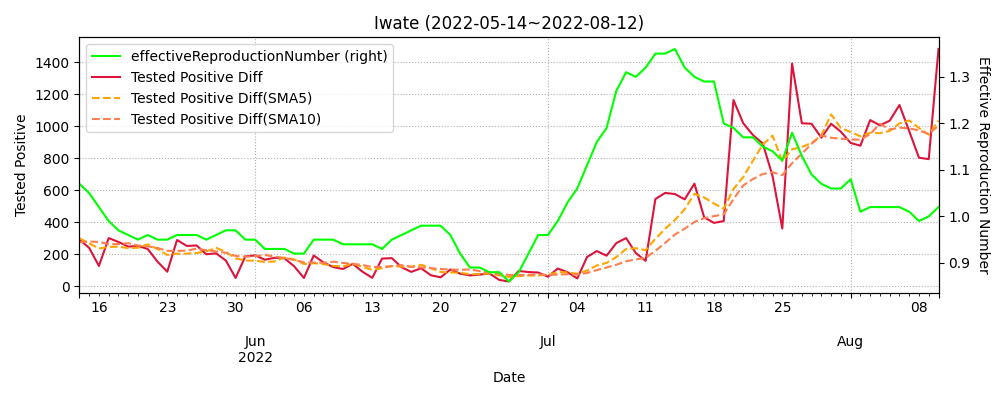 Iwate (2022-05-14~2022-08-12)
effectiveReproductionNumber (right)
Tested Positive Diff
Tested Positive Diff(SMA5)
Tested Positive Diff(SMA10)
Tested Positive
1400
1200
1000
800
600
400
200
0
1.3
1.2
1.1
1.0
0.9
Effective Reproduction Number
16 23 30 06 13 20 27 04 11 18 25 08
Jun Jul Aug
2022
Date